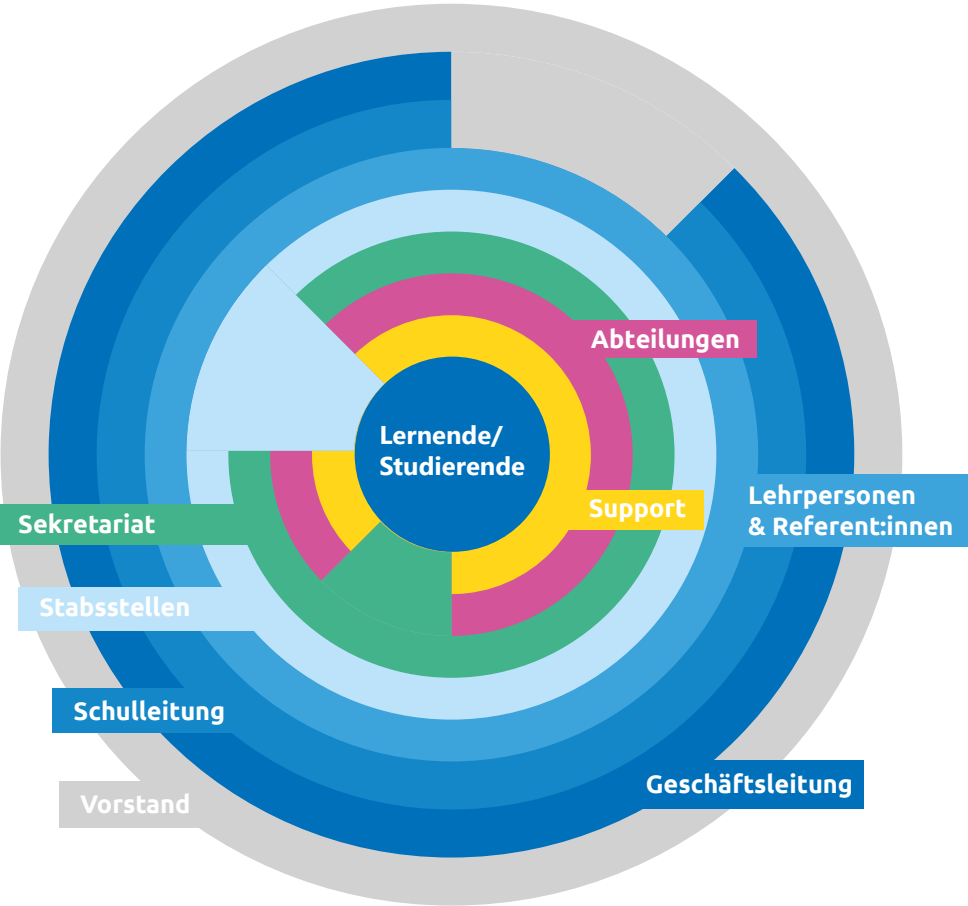 Abteilungen
Lernende/
Studierende
Support
Lehrpersonen
& Referent:innen
Sekretariat
Stabsstellen
Schulleitung
Geschäftsleitung
Vorstand